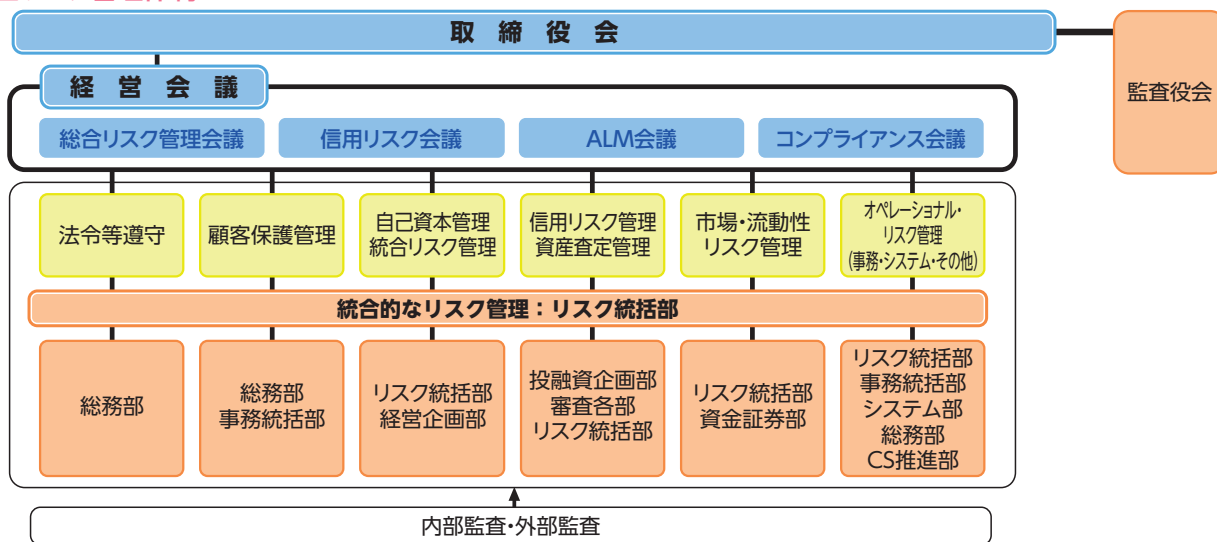 取締役会
監査役会
経営会議
総合リスク管理会議
信用リスク会議
ALM会議
コンプライアンス会議
法令等遵守
顧客保護管理
自己資本管理
統合リスク管理
信用リスク管理
資産査定管理
市場・流動性
リスク管理
オペレーショナル・
リスク管理
(事務・システム・その他)
統合的なリスク管理：リスク統括部
総務部
総務部
事務統括部
リスク統括部
経営企画部
投融資企画部
審査各部
リスク統括部
リスク統括部
資金証券部
リスク統括部
事務統括部
システム部
総務部
CS推進部
内部監査・外部監査